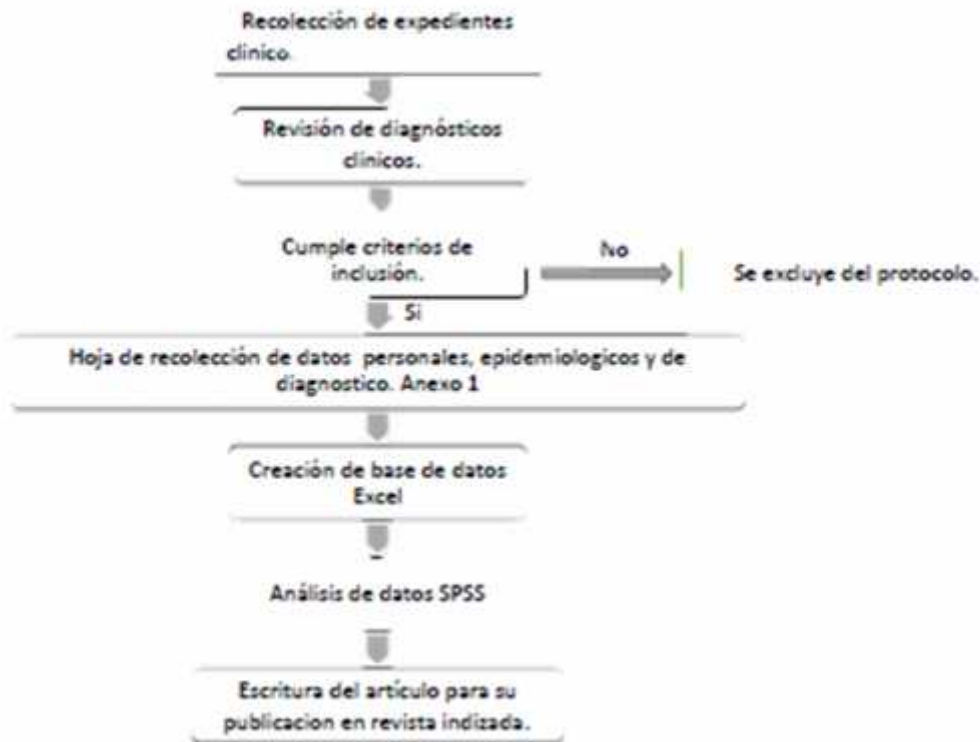 Recolección de expedientes
clinico.
Revisión de diagnósticos
clínicos.
Cumple criterios de
inclusión.
No
Se excluye del protocolo.
Si
Hoja de recolección de datos personales, epidemiologicos y de
diagnostico. Anexo 1
Creación de base de datos
Excel
Análisis de datos SPSS
Escritura del artículo para su
publicacion en revista indizada.